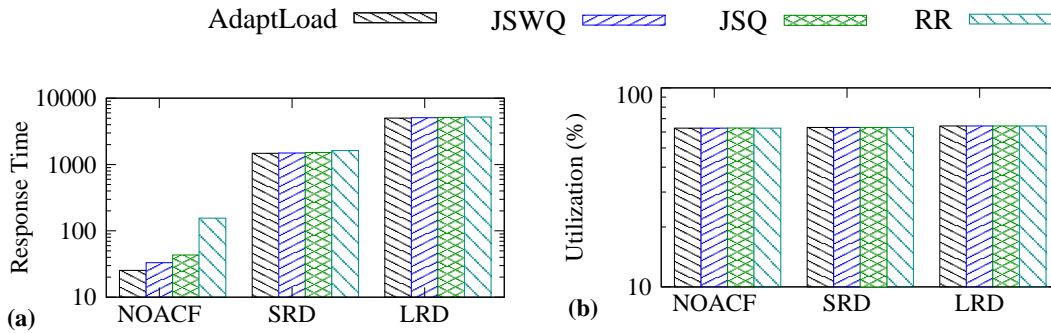 AdaptLoad JSWQ JSQ RR
Response Time
10000
1000
100
10
NOACF SRD LRD
(a)
Utilization (%)
100
10
NOACF SRD LRD
(b)